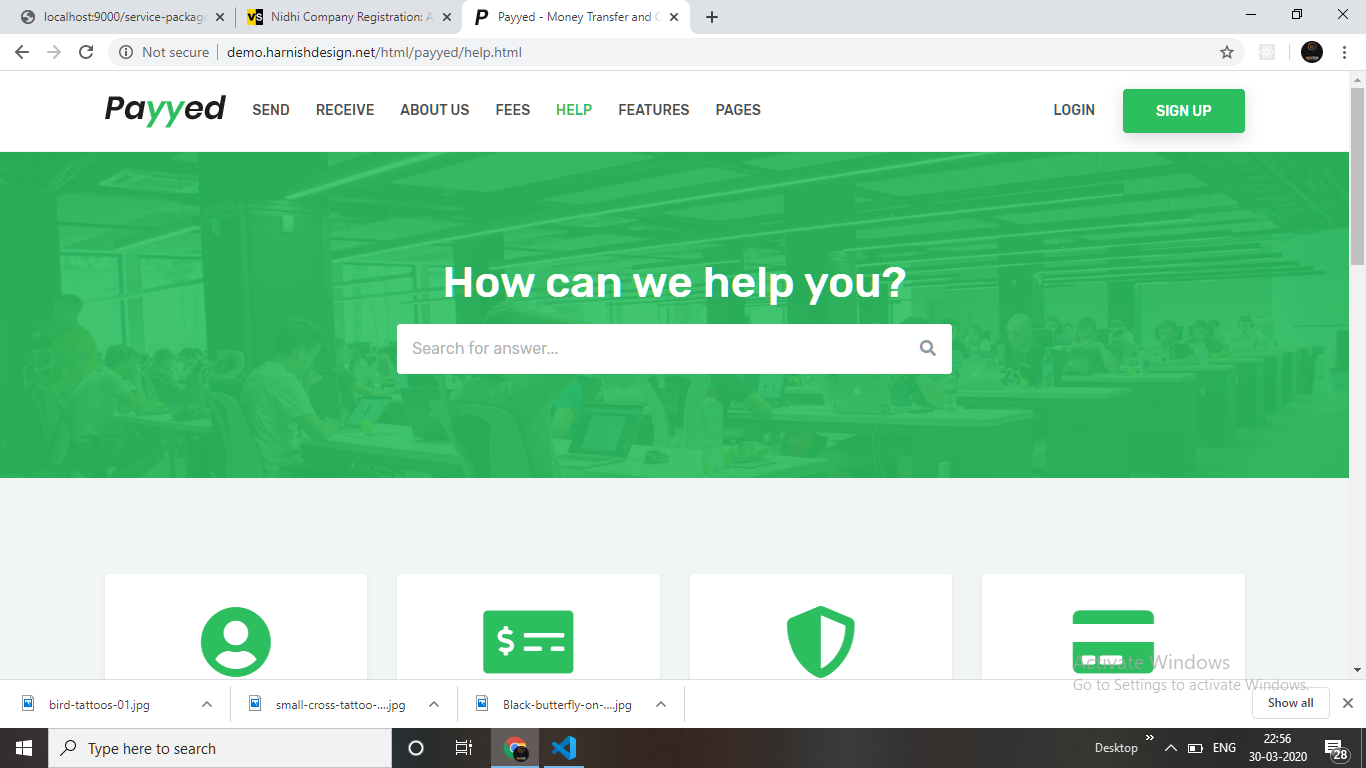 localhost:9000/service-package
Nidhi Company Registration: A
Payyed - Money Transfer and O
Not secure
demo.harnishdesign.net/html/payyed/help.html
Payyed
SEND
RECEIVE
ABOUT US
FEES
HELP
FEATURES
PAGES
LOGIN
SIGN UP
How can we help you?
Search for answer...
$
Activate Windows
Go to Settings to activate Windows.
bird-tattoos-01.jpg
small-cross-tattoo-....jpg
Black-butterfly-on-....jpg
Show all
Type here to search
Desktop
ENG
22:56
30-03-2020
28